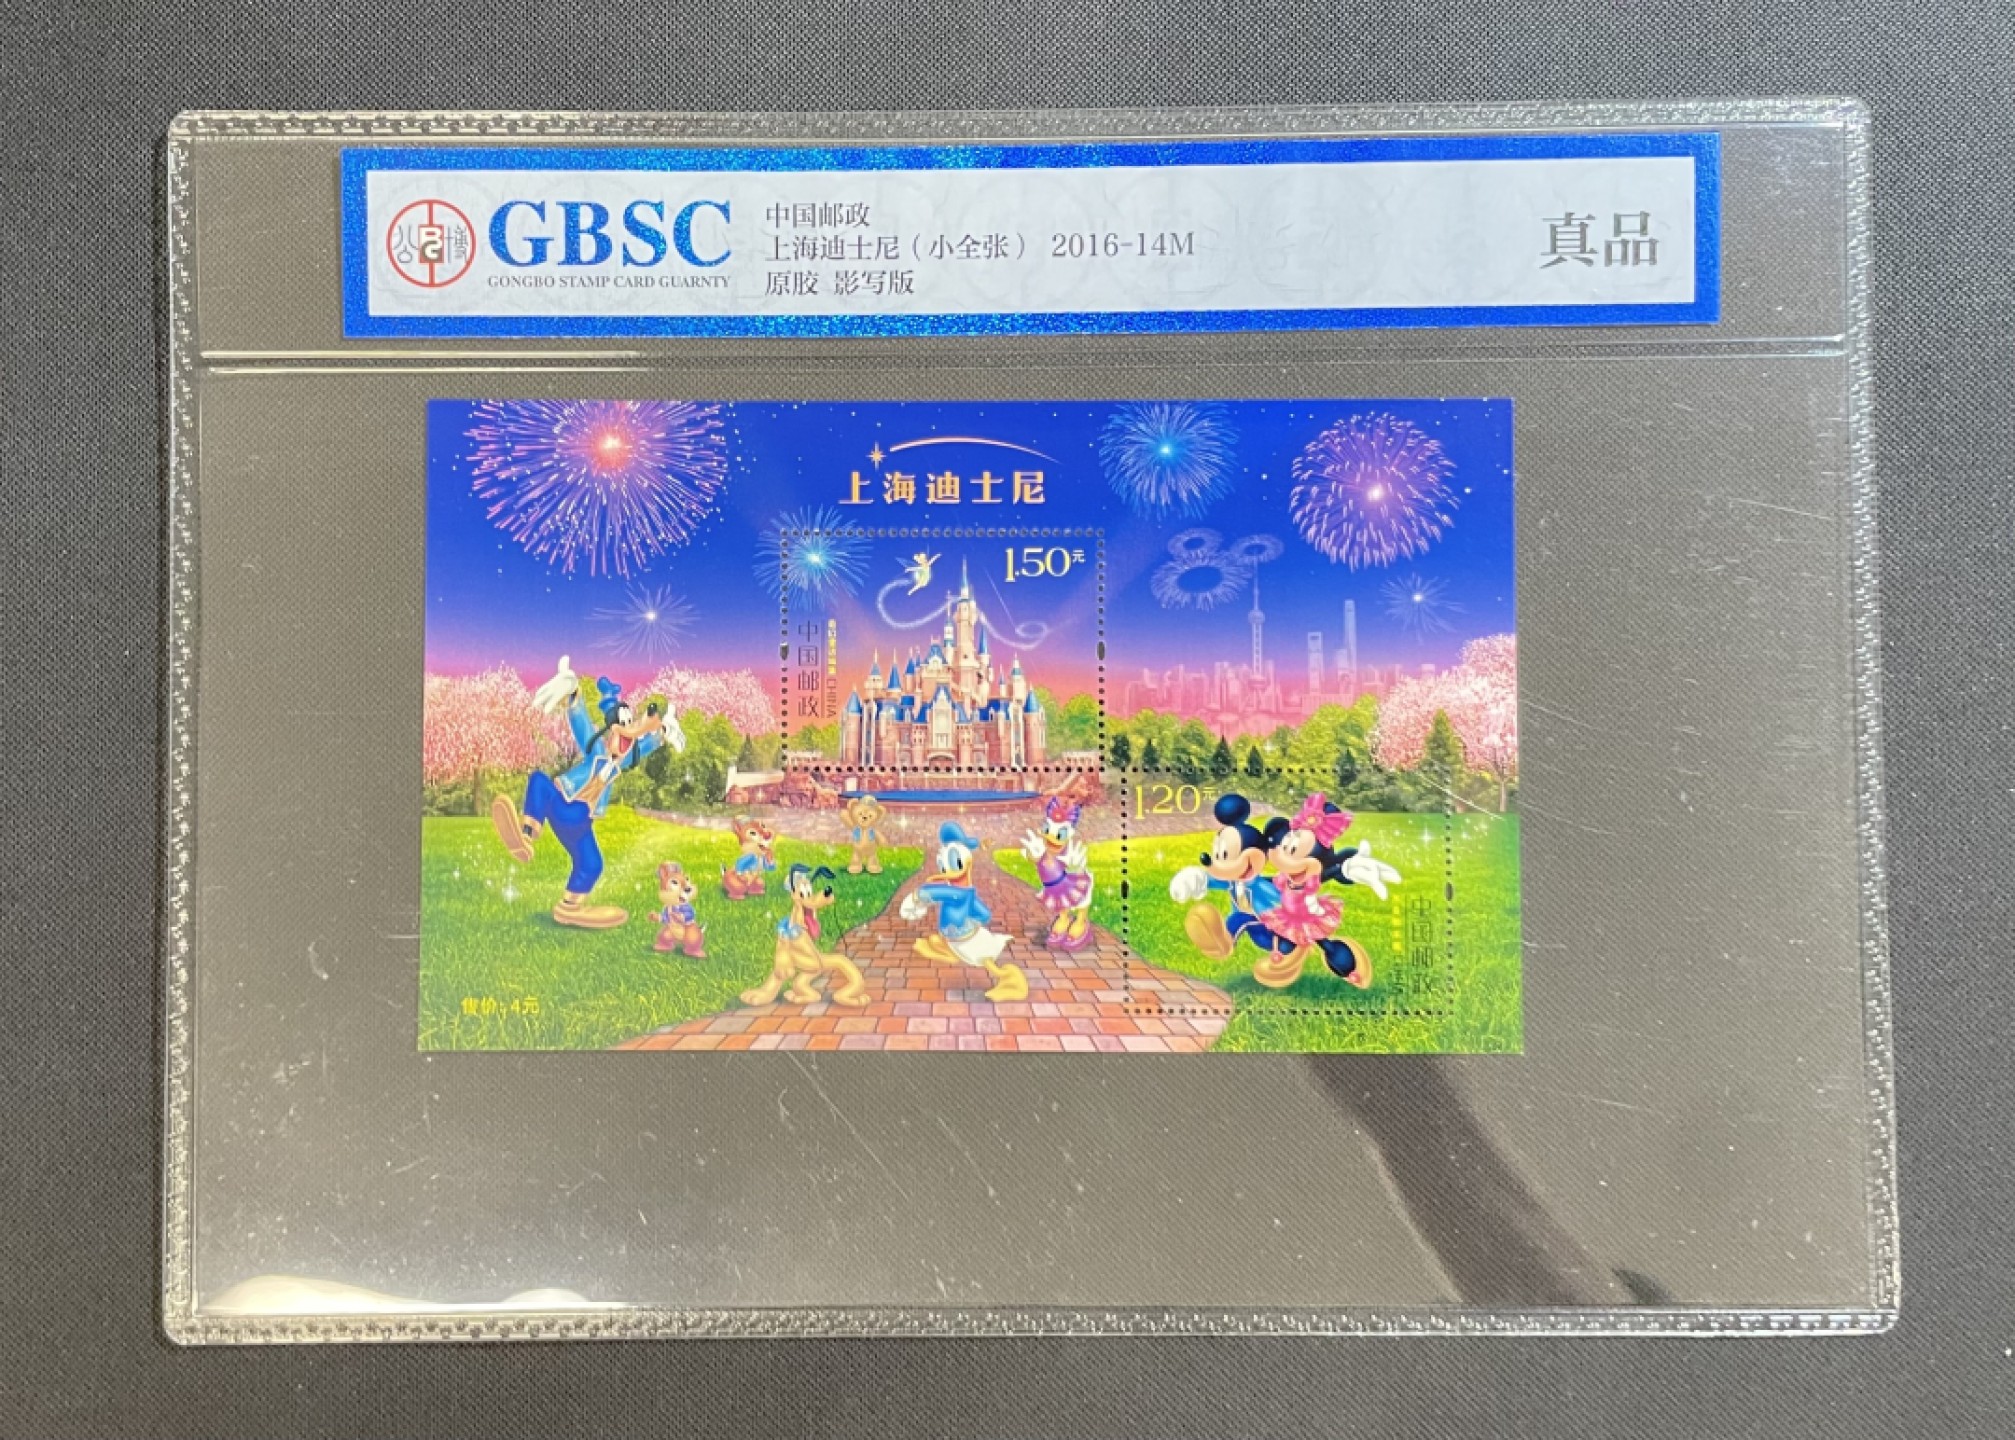 GBSC
GONGBO STAMP CARD GUARNTY
中国邮政
上海迪士尼（小全张） 2016-14M
原胶 影写版
真品
上海迪士尼
1.50元
中国邮政
CHINA
1.20元
中国邮政
CHINA
售价：4元